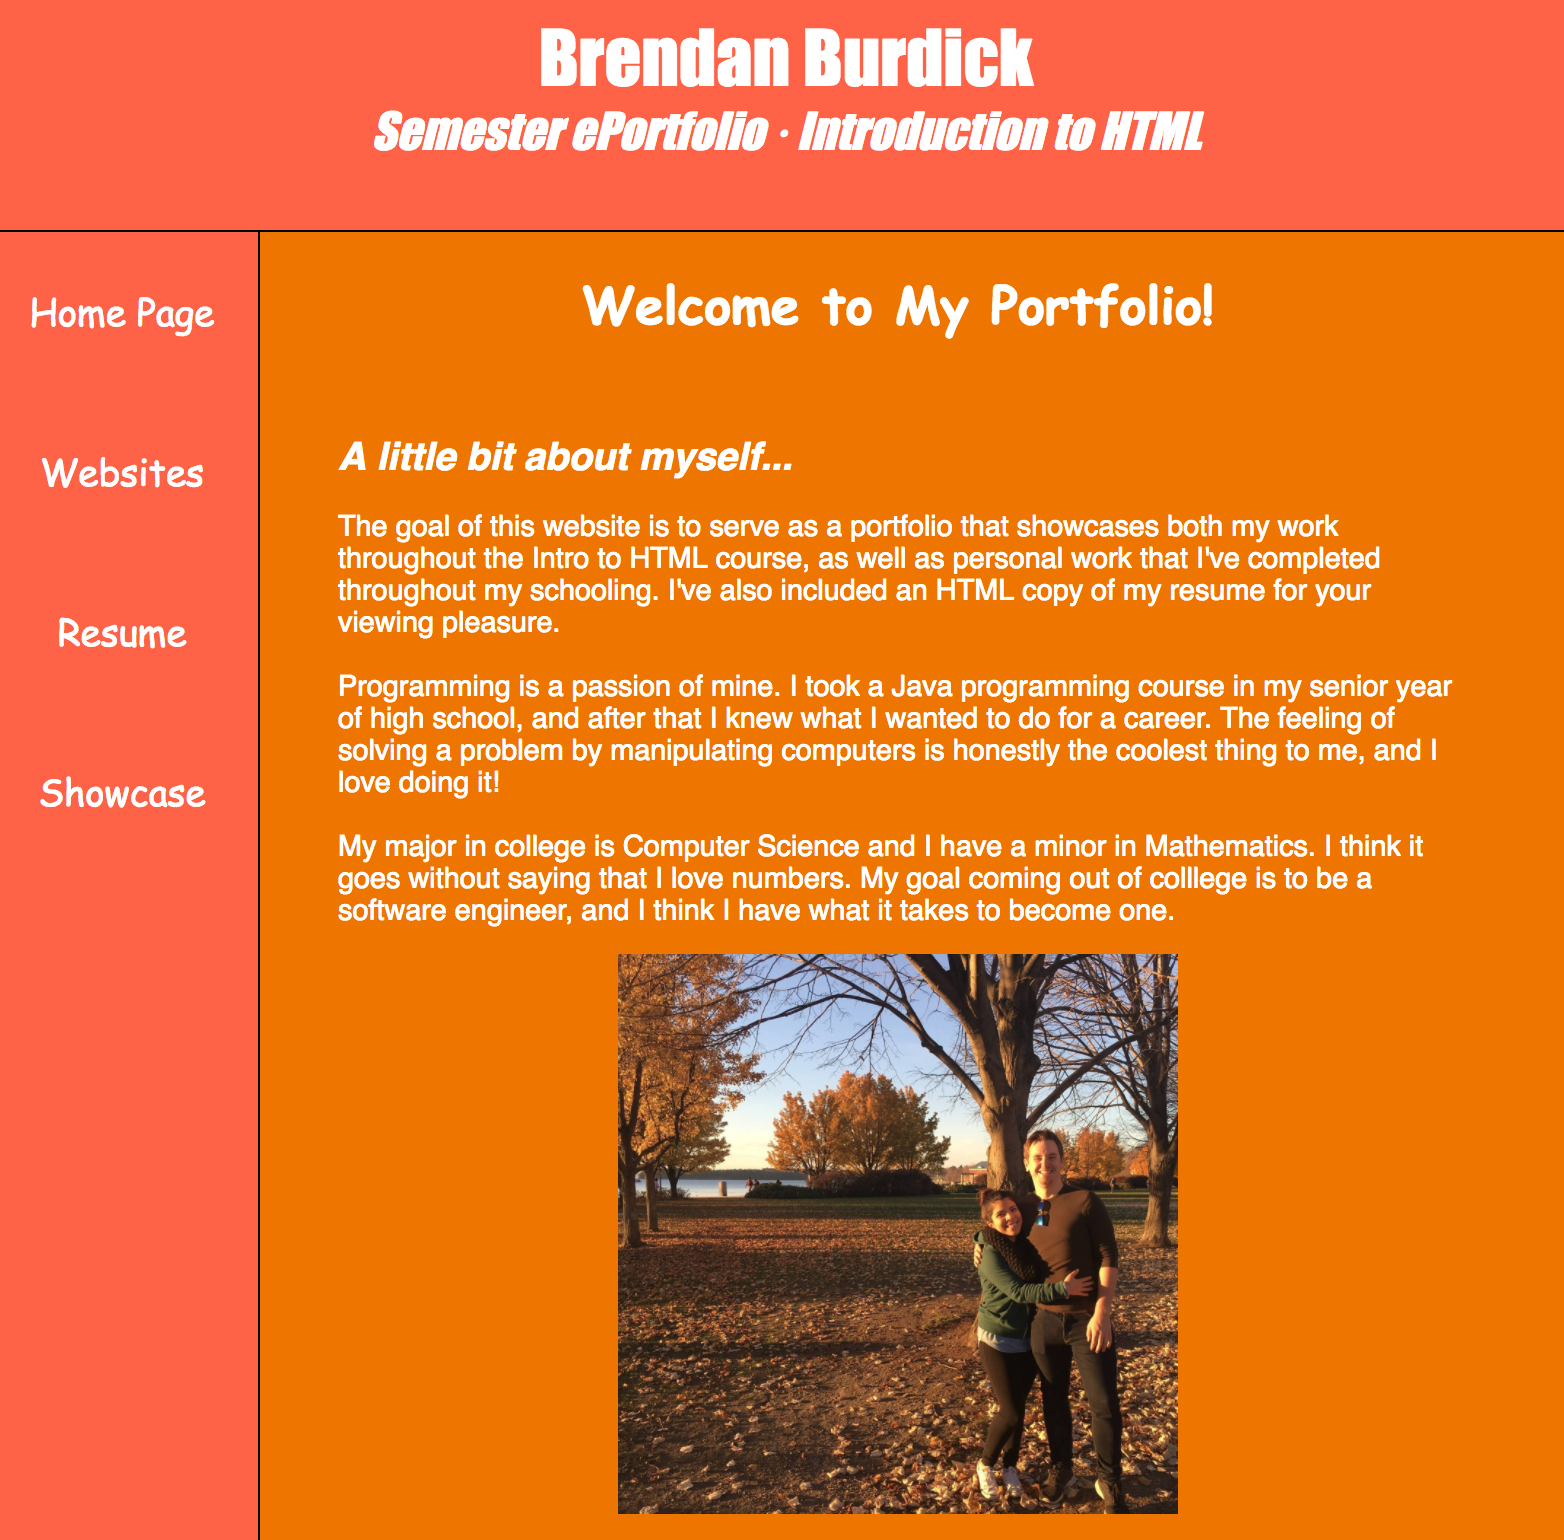 Brendan Burdick
Semester ePortfolio · Introduction to HTML
Home Page
Websites
Resume
Showcase
Welcome to My Portfolio!
A little bit about myself...
The goal of this website is to serve as a portfolio that showcases both my work
throughout the Intro to HTML course, as well as personal work that I've completed
throughout my schooling. I've also included an HTML copy of my resume for your
viewing pleasure.
Programming is a passion of mine. I took a Java programming course in my senior year
of high school, and after that I knew what I wanted to do for a career. The feeling of
solving a problem by manipulating computers is honestly the coolest thing to me, and I
love doing it!
My major in college is Computer Science and I have a minor in Mathematics. I think it
goes without saying that I love numbers. My goal coming out of colllege is to be a
software engineer, and I think I have what it takes to become one.